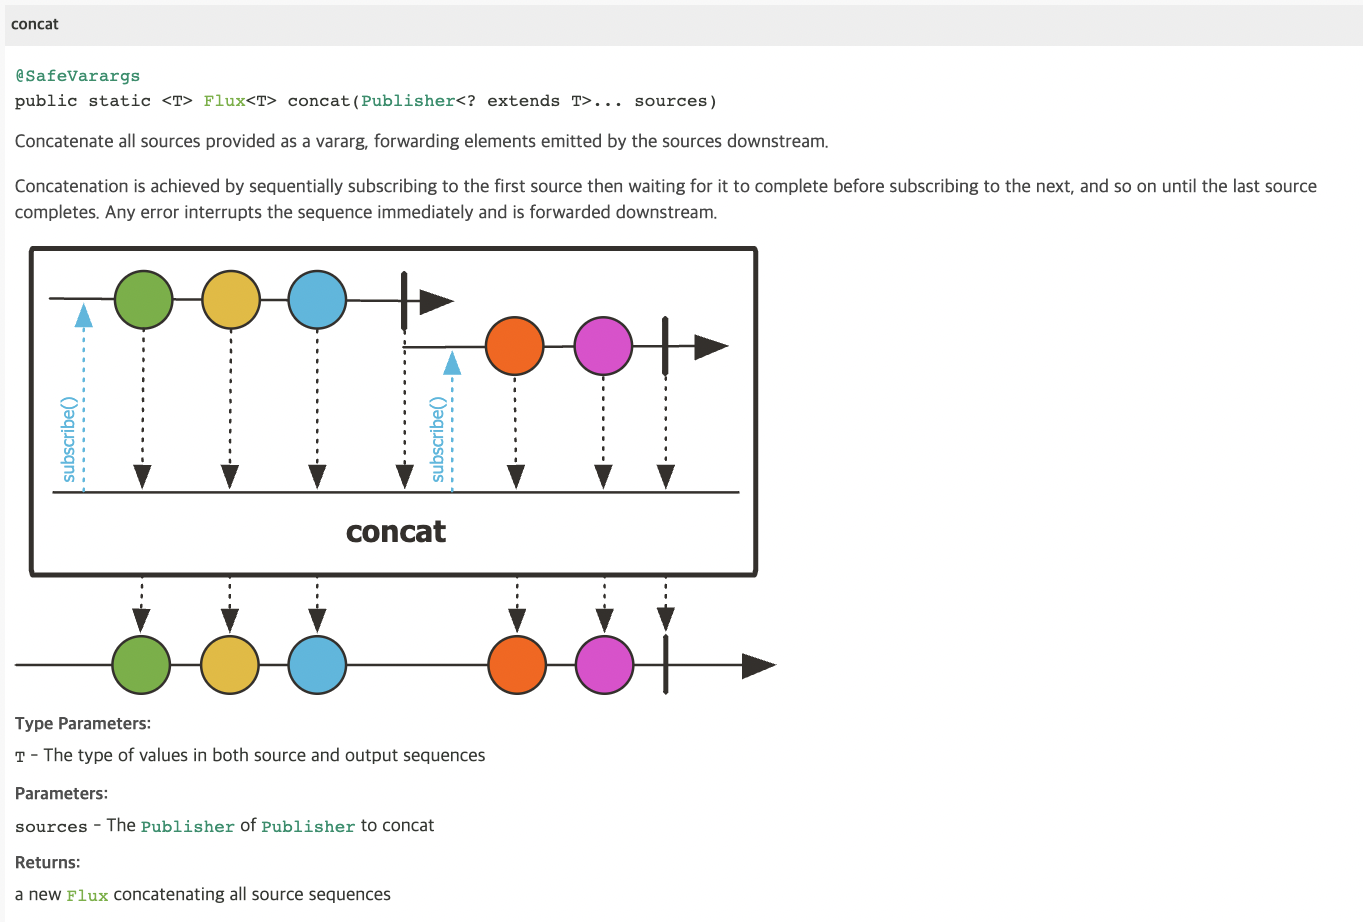 concat
@SafeVarargs
public static <T> Flux<T> concat(Publisher<? extends T>... sources)
Concatenate all sources provided as a vararg, forwarding elements emitted by the sources downstream.
Concatenation is achieved by sequentially subscribing to the first source then waiting for it to complete before subscribing to the next, and so on until the last source
completes. Any error interrupts the sequence immediately and is forwarded downstream.
subscribe()
subscribe()
concat
Type Parameters:
T - The type of values in both source and output sequences
Parameters:
sources - The Publisher of Publisher to concat
Returns:
a new Flux concatenating all source sequences